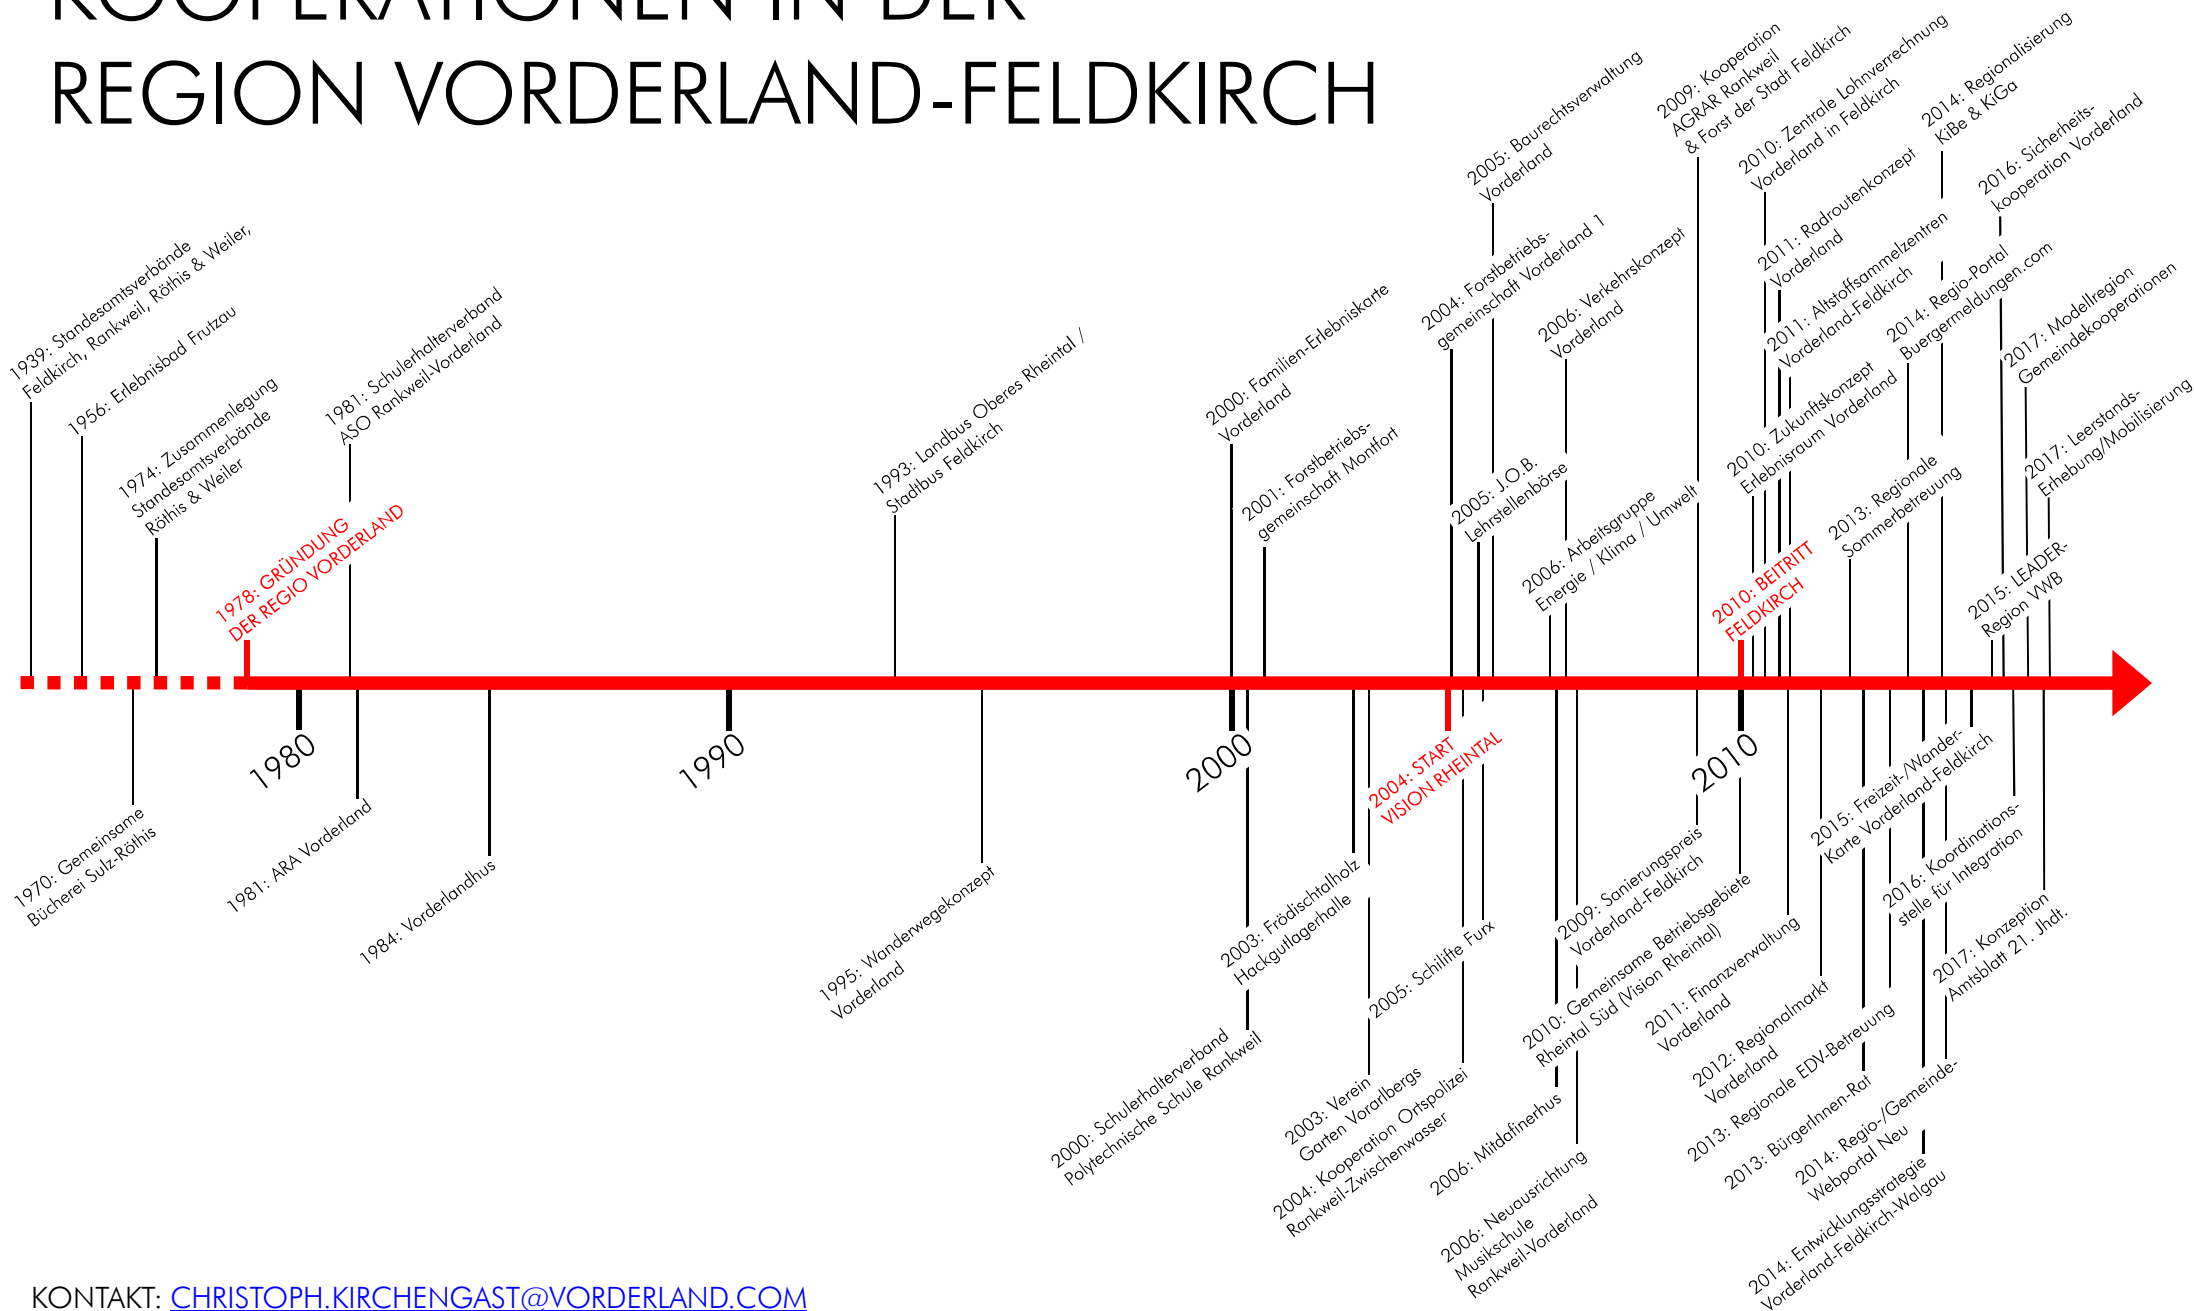 KOOPERATIONEN IN DER
REGION VORDERLAND-FELDKIRCH
1939: Standesamtsverbände
Feldkirch, Rankweil, Röthis & Weiler,
1956: Erlebnisbad Frutzau
1974: Zusammenlegung
Standesamtsverbände
Röthis & Weiler
1978: GRÜNDUNG
DER REGIO VORDERLAND
1981: Schulerhalterverband
ASO Rankweil-Vorderland
1993: Landbus Oberes Rheintal /
Stadtbus Feldkirch
2000: Familien-Erlebniskarte
Vorderland
2001: Forstbetriebs-
gemeinschaft Montfort
2004: Forstbetriebs-
gemeinschaft Vorderland 1
2005: J.O.B.
Lehrstellenbörse
2005: Baurechtsverwaltung
Vorderland
2006: Arbeitsgruppe
Energie / Klima / Umwelt
2006: Verkehrskonzept
Vorderland
2009: Kooperation
AGRAR Rankweil
& Forst der Stadt Feldkirch
2010: BEITRITT
FELDKIRCH
2010: Zukunftskonzept
Erlebnisraum Vorderland
2010: Zentrale Lohnverrechnung
Vorderland in Feldkirch
2011: Radroutenkonzept
Vorderland
2011: Altstoffsammelzentren
Vorderland-Feldkirch
2013: Regionale
Sommerbetreuung
2014: Regio-Portal
Buergermeldungen.com
2014: Regionalisierung
KiBe & KiGa
2015: LEADER-
Region VWB
2016: Sicherheits-
kooperation Vorderland
2017: Modellregion
Gemeindekooperationen
2017: Leerstands-
Erhebung/Mobilisierung
1980
1990
2000
2010
1970: Gemeinsame
Bücherei Sulz-Röthis
1981: ARA Vorderland
1984: Vorderlandhus
1995: Wanderwegekonzept
Vorderland
2000: Schulerhalterverband
Polytechnische Schule Rankweil
2003: Frödischtalholz
Hackgutlagerhalle
2003: Verein
Garten Vorarlbergs
2004: START
VISION RHEINTAL
2004: Kooperation Ortspolizei
Rankweil-Zwischenwasser
2005: Schilifte Furx
2006: Mitdafinerhus
2006: Neuausrichtung
Musikschule
Rankweil-Vorderland
2009: Sanierungspreis
Vorderland-Feldkirch
2010: Gemeinsame Betriebsgebiete
Rheintal Süd (Vision Rheintal)
2011: Finanzverwaltung
Vorderland
2012: Regionalmarkt
Vorderland
2013: Regionale EDV-Betreuung
2013: BürgerInnen-Rat
2014: Regio-/Gemeinde-
Webportal Neu
2014: Entwicklungsstrategie
Vorderland-Feldkirch-Walgau
2015: Freizeit-/Wander-
Karte Vorderland-Feldkirch
2016: Koordinations-
stelle für Integration
2017: Konzeption
Amtsblatt 21. Jhdt.
KONTAKT: CHRISTOPH.KIRCHENGAST@VORDERLAND.COM